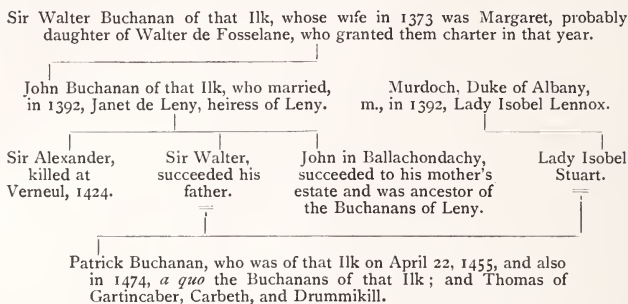 Sir Walter Buchanan of that Ilk, whose wife in 1373 was Margaret, probably
daughter of Walter de Fosselane, who granted them charter in that year.
John Buchanan of that Ilk, who married,
in 1392, Janet de Leny, heiress of Leny.
Murdoch, Duke of Albany,
m., in 1392, Lady Isobel Lennox.
Sir Alexander,
killed at
Verneul, 1424.
Sir Walter,
succeeded his
father.
John in Ballachondachy,
succeeded to his mother's
estate and was ancestor of
the Buchanans of Leny.
Lady Isobel
Stuart.
Patrick Buchanan, who was of that Ilk on April 22, 1455, and also
in 1474, a quo the Buchanans of that Ilk; and Thomas of
Gartincaber, Carbeth, and Drummikill.